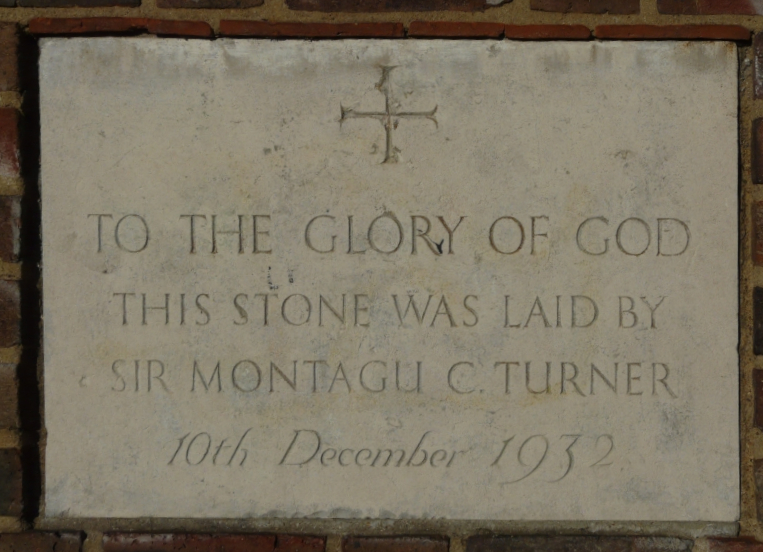 TO THE GLORY OF GOD
THIS STONE WAS LAID BY
SIR MONTAGU C. TURNER
10th December 1932